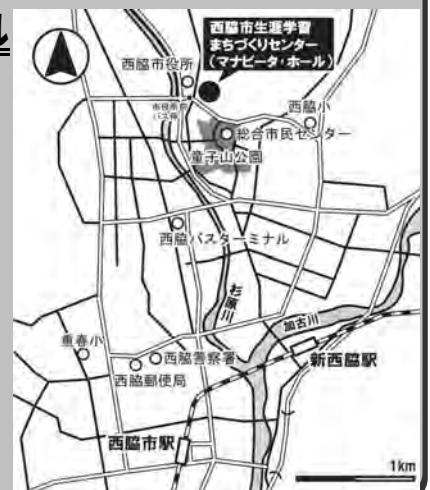 西脇市生涯学習
まちづくりセンター
(マナビータ・ホール)
西脇市役所
市役所前
バス停
西脇小
総合市民センター
童子山公園
西脇バスターミナル
杉原川
加古川
重春小
西脇警察署
西脇郵便局
新西脇駅
西脇市駅
1km